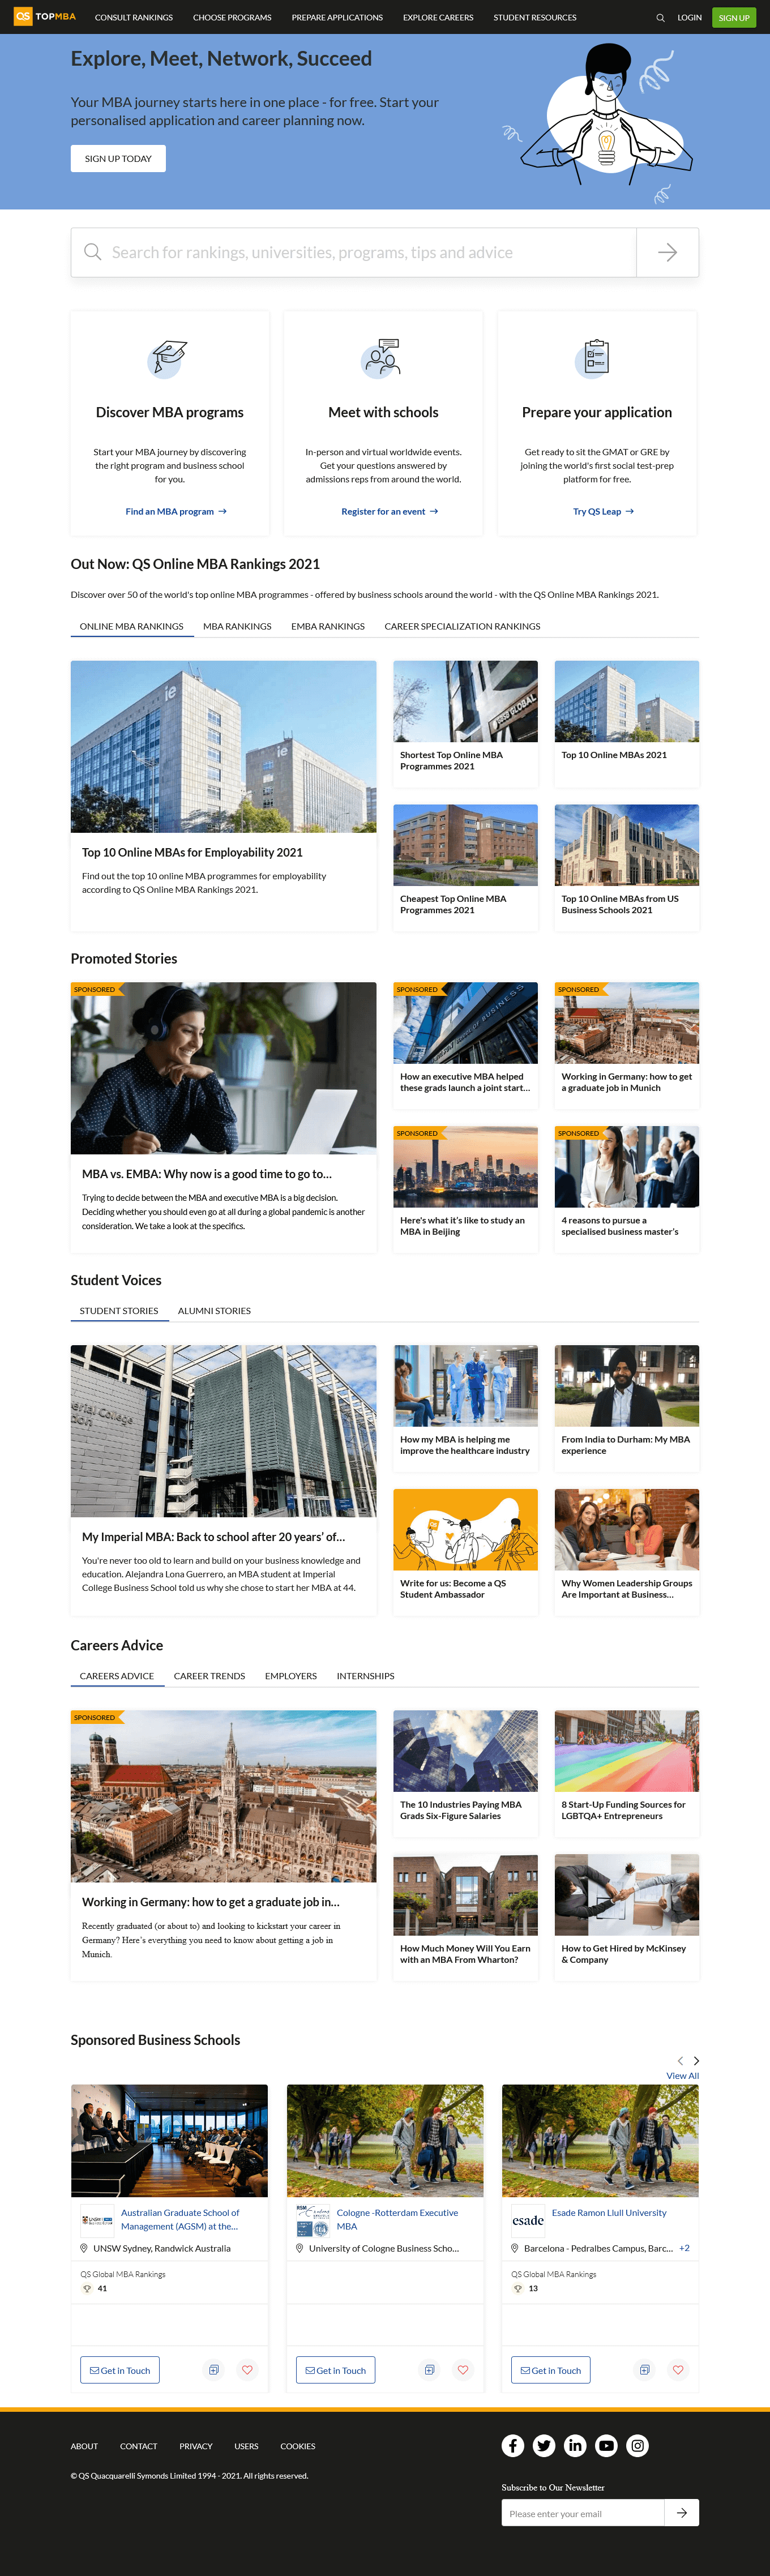 QS TOPMBA
CONSULT RANKINGS
CHOOSE PROGRAMS
PREPARE APPLICATIONS
EXPLORE CAREERS
STUDENT RESOURCES
LOGIN
SIGN UP
Explore, Meet, Network, Succeed
Your MBA journey starts here in one place - for free. Start your
personalised application and career planning now.
SIGN UP TODAY
Search for rankings, universities, programs, tips and advice
Discover MBA programs
Start your MBA journey by discovering
the right program and business school
for you.
Find an MBA program →
Meet with schools
In-person and virtual worldwide events.
Get your questions answered by
admissions reps from around the world.
Register for an event →
Prepare your application
Get ready to sit the GMAT or GRE by
joining the world's first social test-prep
platform for free.
Try QS Leap →
Out Now: QS Online MBA Rankings 2021
Discover over 50 of the world's top online MBA programmes - offered by business schools around the world - with the QS Online MBA Rankings 2021.
ONLINE MBA RANKINGS
MBA RANKINGS
EMBA RANKINGS
CAREER SPECIALIZATION RANKINGS
ie
ie
Top 10 Online MBAs for Employability 2021
Find out the top 10 online MBA programmes for employability
according to QS Online MBA Rankings 2021.
Shortest Top Online MBA
Programmes 2021
Top 10 Online MBAs 2021
Cheapest Top Online MBA
Programmes 2021
Top 10 Online MBAs from US
Business Schools 2021
Promoted Stories
SPONSORED
MBA vs. EMBA: Why now is a good time to go to...
Trying to decide between the MBA and executive MBA is a big decision.
Deciding whether you should even go at all during a global pandemic is another
consideration. We take a look at the specifics.
SPONSORED
How an executive MBA helped
these grads launch a joint start...
SPONSORED
Working in Germany: how to get
a graduate job in Munich
SPONSORED
Here's what it's like to study an
MBA in Beijing
SPONSORED
4 reasons to pursue a
specialised business master's
Student Voices
STUDENT STORIES
ALUMNI STORIES
My Imperial MBA: Back to school after 20 years' of...
You're never too old to learn and build on your business knowledge and
education. Alejandra Lona Guerrero, an MBA student at Imperial
College Business School told us why she chose to start her MBA at 44.
How my MBA is helping me
improve the healthcare industry
From India to Durham: My MBA
experience
Write for us: Become a QS
Student Ambassador
Why Women Leadership Groups
Are Important at Business...
Careers Advice
CAREERS ADVICE
CAREER TRENDS
EMPLOYERS
INTERNSHIPS
SPONSORED
Working in Germany: how to get a graduate job in...
Recently graduated (or about to) and looking to kickstart your career in
Germany? Here's everything you need to know about getting a job in
Munich.
The 10 Industries Paying MBA
Grads Six-Figure Salaries
8 Start-Up Funding Sources for
LGBTQA+ Entrepreneurs
How Much Money Will You Earn
with an MBA From Wharton?
How to Get Hired by McKinsey
& Company
Sponsored Business Schools
View All
Australian Graduate School of
Management (AGSM) at the...
UNSW Sydney, Randwick Australia
QS Global MBA Rankings
41
Get in Touch
Cologne -Rotterdam Executive
MBA
University of Cologne Business Scho...
Get in Touch
esade
Esade Ramon Llull University
Barcelona - Pedralbes Campus, Barc... +2
QS Global MBA Rankings
13
Get in Touch
ABOUT
CONTACT
PRIVACY
USERS
COOKIES
© QS Quacquarelli Symonds Limited 1994 - 2021. All rights reserved.
Subscribe to Our Newsletter
Please enter your email